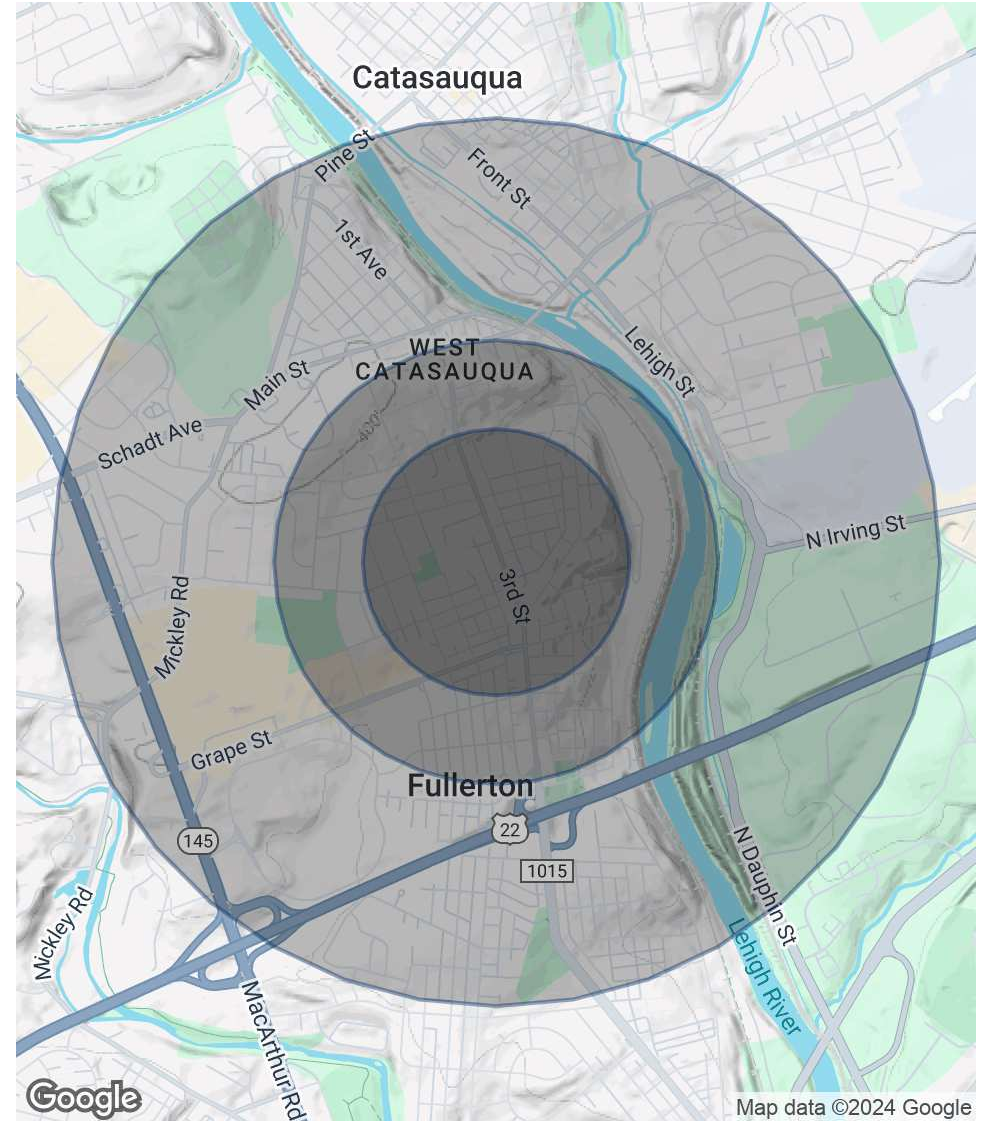 Catasauqua
Pine St
Front St
1st Ave
WEST
CATASAUQUA
Lehigh St
Main St
400'
Schadt Ave
N Irving St
3rd St
Mickley Rd
Grape St
Fullerton
22
145
1015
N Dauphin St
Mickley Rd
Lehigh River
MacArthur Rd
Google
Map data ©2024 Google